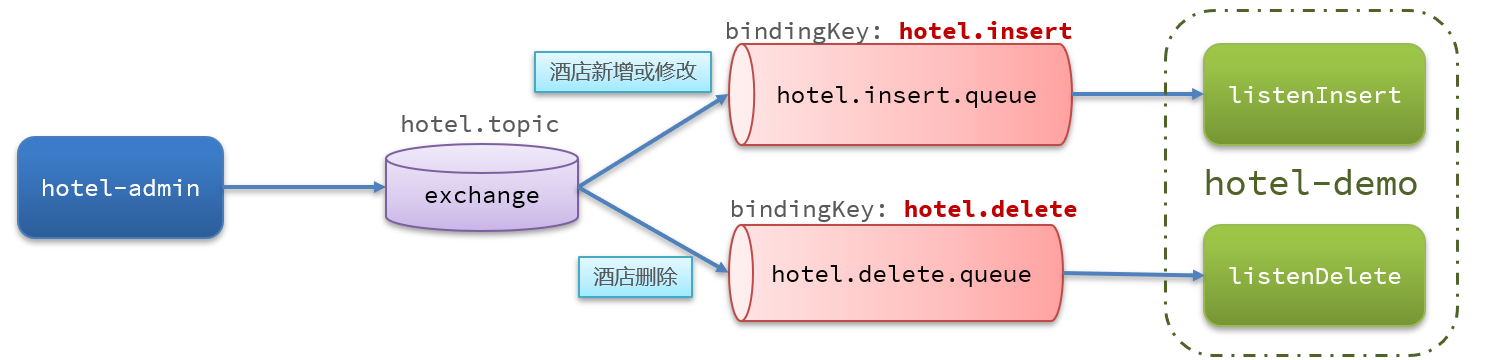 hotel-admin
hotel.topic
exchange
酒店新增或修改
酒店删除
bindingKey: hotel.insert
hotel.insert.queue
bindingKey: hotel.delete
hotel.delete.queue
listenInsert
hotel-demo
listenDelete